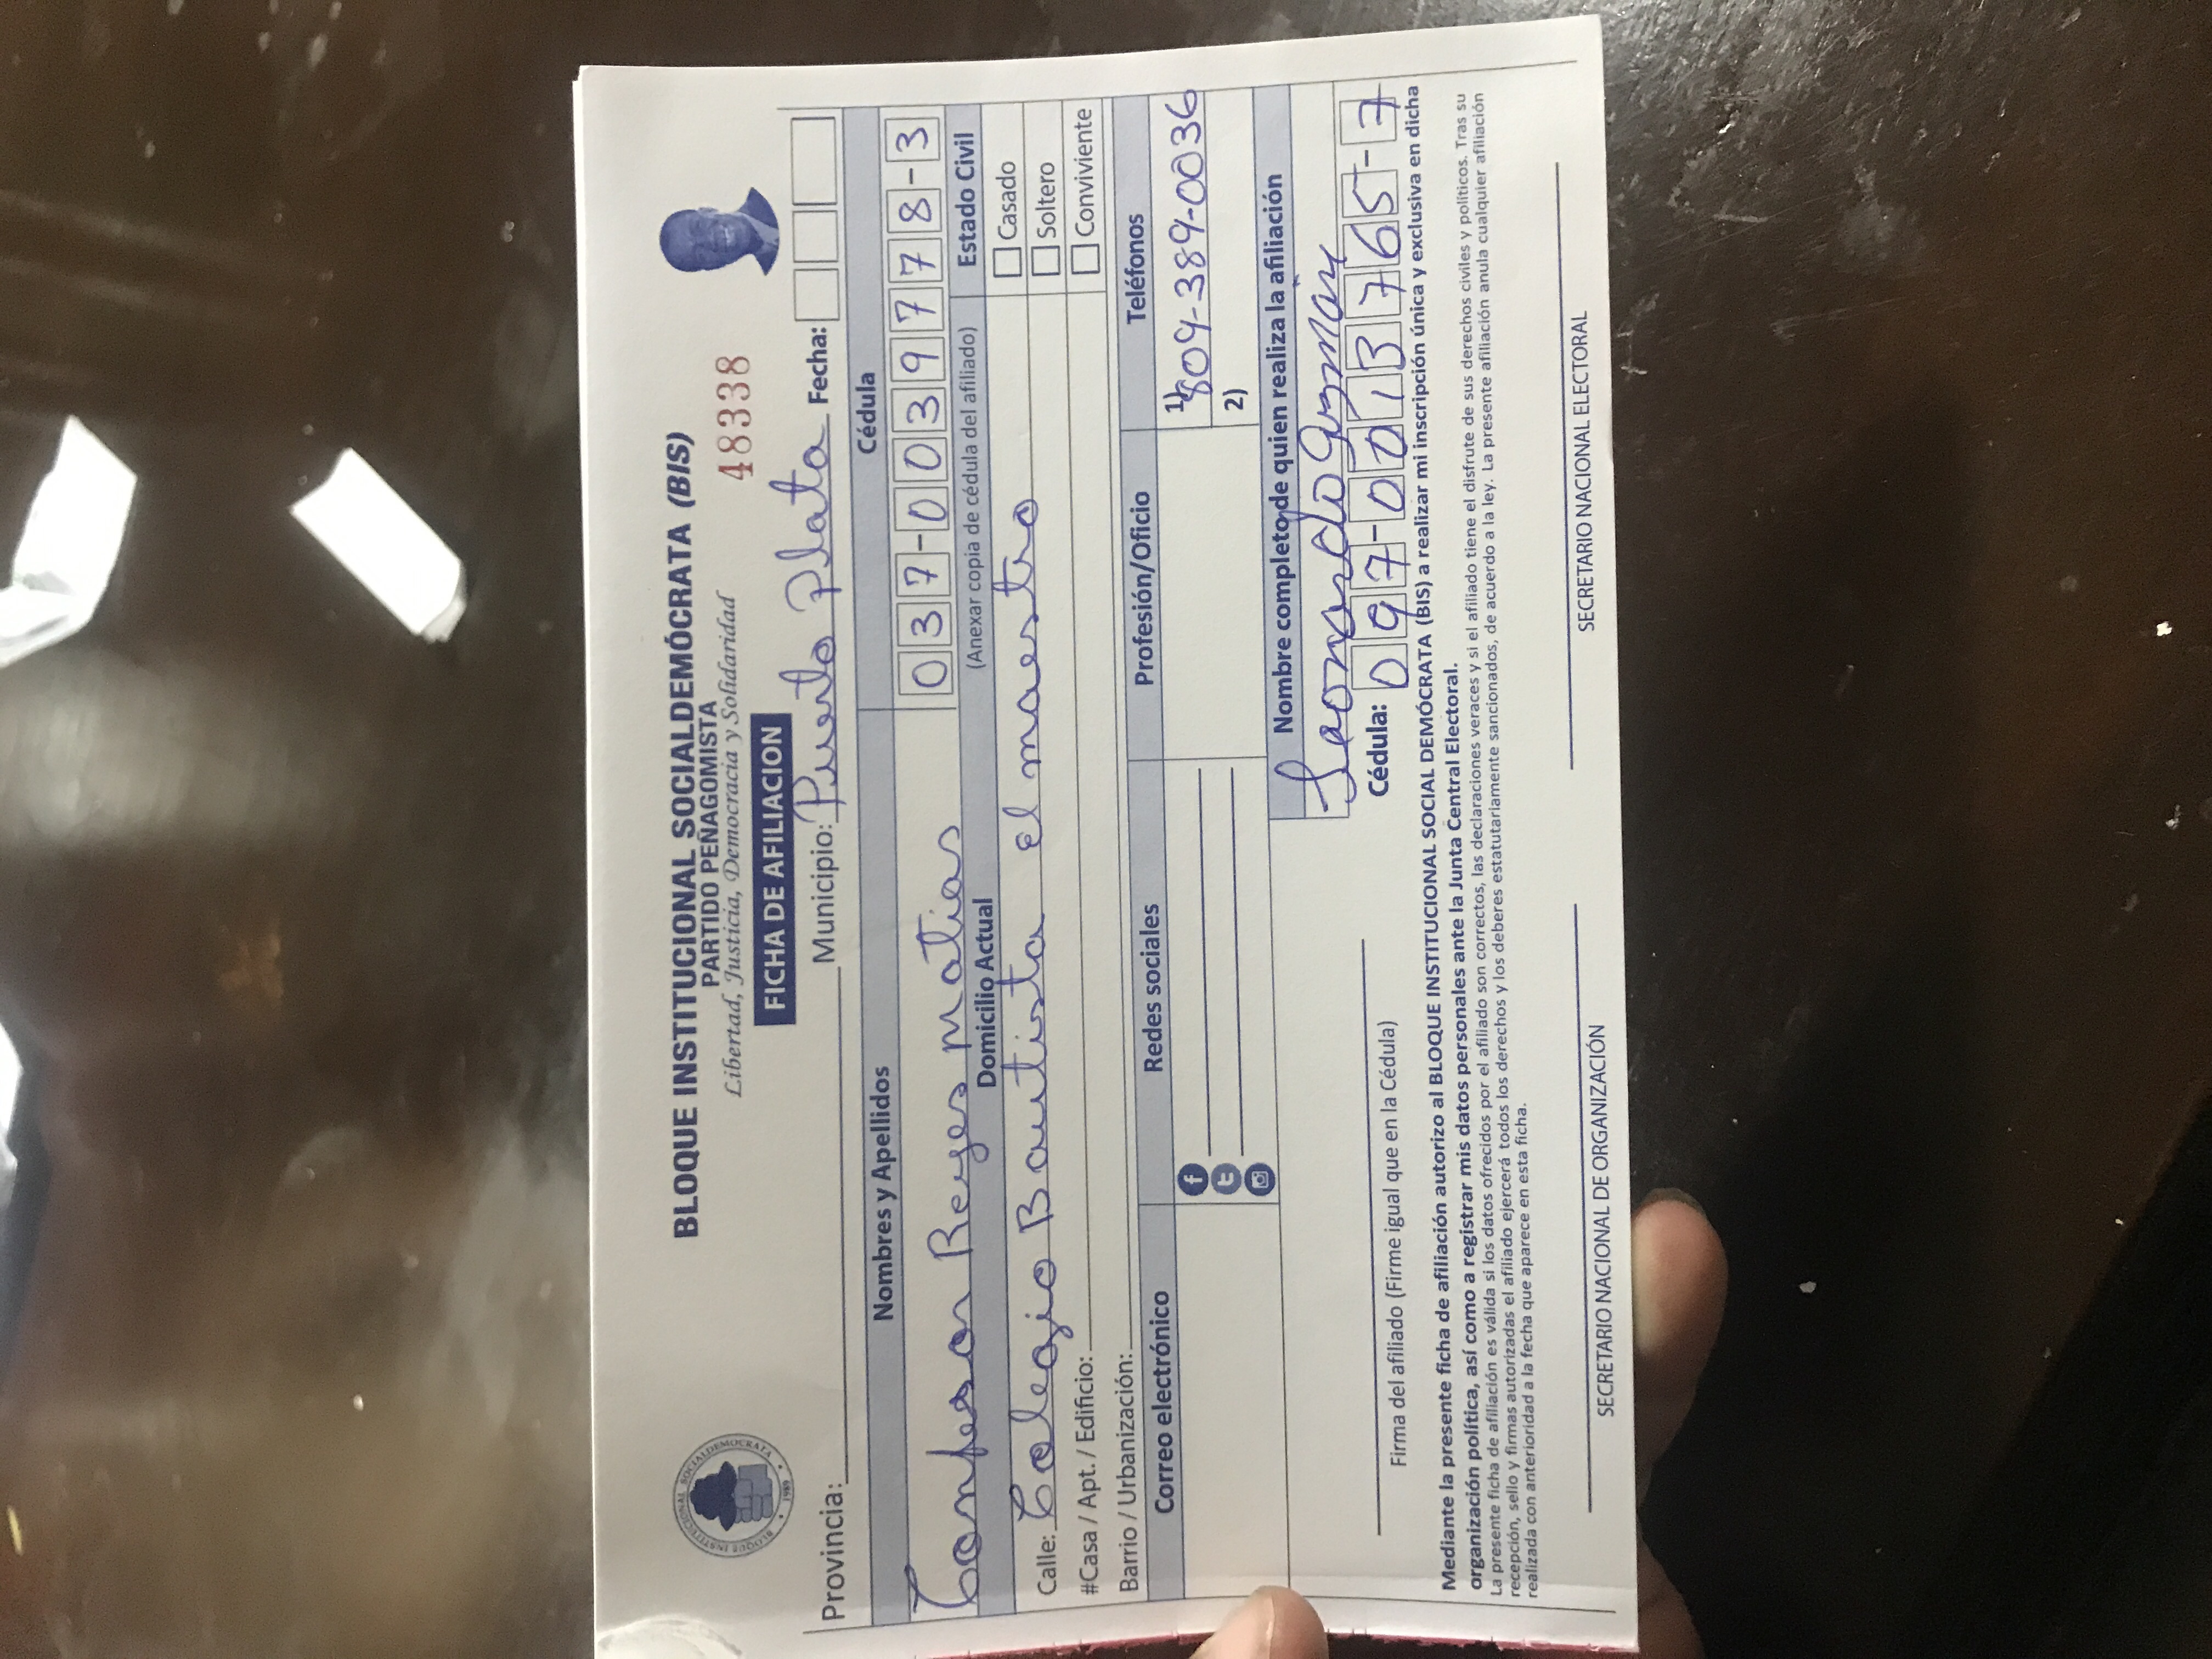 BLOQUE INSTITUCIONAL SOCIALDEMÓCRATA (BIS)
PARTIDO PEÑAGOMISTA
Libertad, Justicia, Democracia y Solidaridad
48338
FICHA DE AFILIACION
BLOQUE INSTITUCIONAL SOCIALDEMOCRATA
1989
Provincia: Municipio: Puerto Plata Fecha:
Nombres y Apellidos Cédula
Confesor Reyes Matias 037-0039778-3
Domicilio Actual (Anexar copia de cédula del afiliado) Estado Civil
Calle: Colegio Bautista el maestro Casado
#Casa / Apt. / Edificio: Soltero
Barrio / Urbanización: Conviviente
Correo electrónico Redes sociales Profesión/Oficio Teléfonos
1) 809-389-0036
2)
Nombre completo de quien realiza la afiliación
Leonardo Guzman
Cédula: 097-0013765-7
Firma del afiliado (Firme igual que en la Cédula)
Mediante la presente ficha de afiliación autorizo al BLOQUE INSTITUCIONAL SOCIAL DEMÓCRATA (BIS) a realizar mi inscripción única y exclusiva en dicha
organización política, así como a registrar mis datos personales ante la Junta Central Electoral.
La presente ficha de afiliación es válida si los datos ofrecidos por el afiliado son correctos, las declaraciones veraces y si el afiliado tiene el disfrute de sus derechos civiles y políticos. Tras su
recepción, sello y firmas autorizadas el afiliado ejercerá todos los derechos y los deberes estatutariamente sancionados, de acuerdo a la ley. La presente afiliación anula cualquier afiliación
realizada con anterioridad a la fecha que aparece en esta ficha.
SECRETARIO NACIONAL DE ORGANIZACIÓN SECRETARIO NACIONAL ELECTORAL